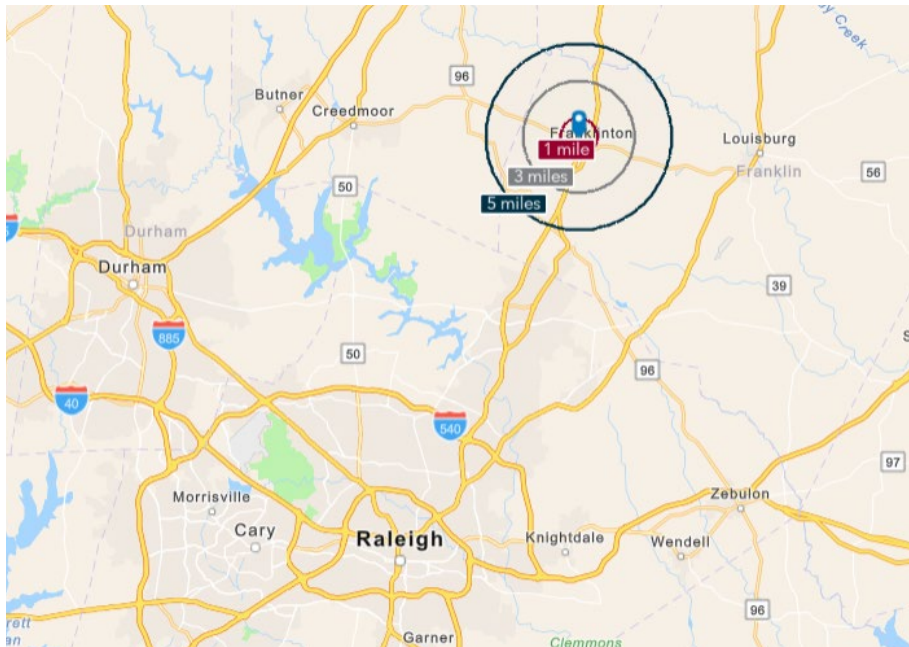 96
Butner
Creedmoor
Franklinton
1 mile
Louisburg
Franklin
3 miles
50
56
5 miles
Durham
Durham
39
885
50
96
40
540
97
Morrisville
Zebulon
Cary
Raleigh
Knightdale
Wendell
96
Garner
Clemmons